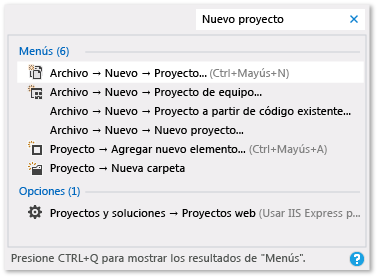 Nuevo proyecto
Menús (6)
Archivo → Nuevo → Proyecto... (Ctrl+Mayús+N)
Archivo → Nuevo → Proyecto de equipo...
Archivo → Nuevo → Proyecto a partir de código existente...
Archivo → Nuevo → Nuevo proyecto...
Proyecto → Agregar nuevo elemento... (Ctrl+Mayús+A)
Proyecto → Nueva carpeta
Opciones (1)
Proyectos y soluciones → Proyectos web (Usar IIS Express p...
Presione CTRL+Q para mostrar los resultados de "Menús".